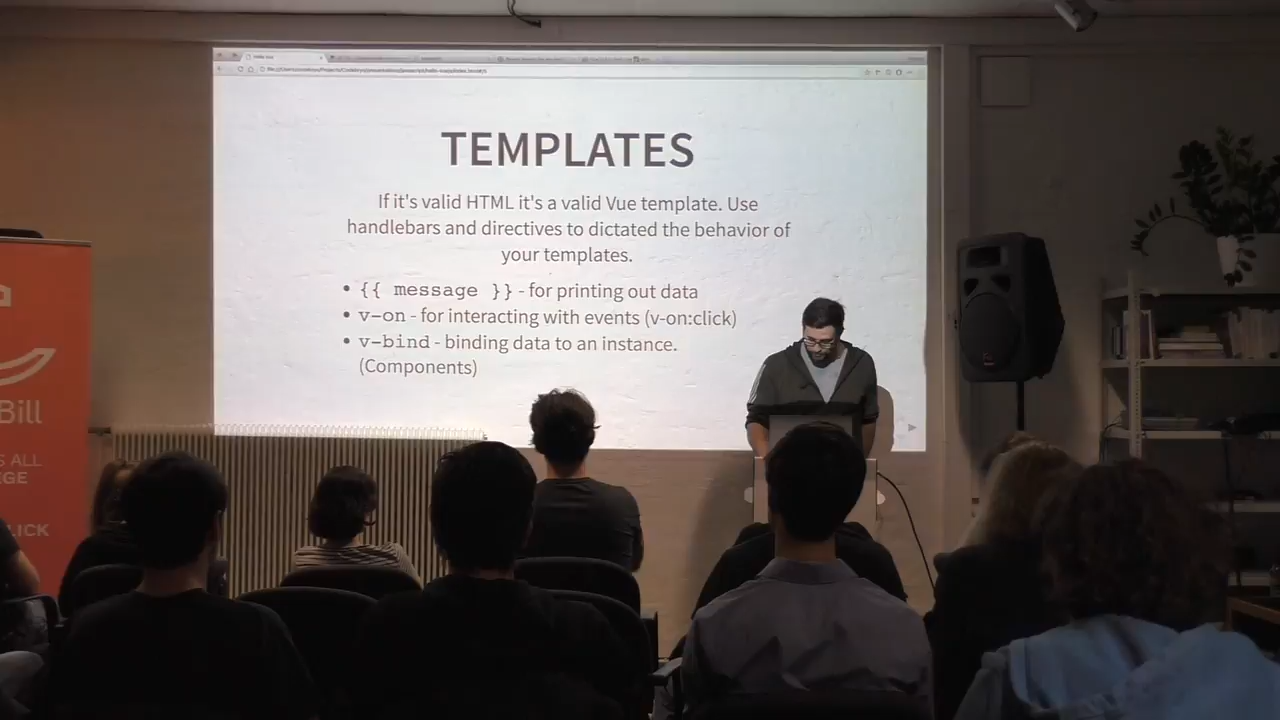 TEMPLATES
If it's valid HTML it's a valid Vue template. Use
handlebars and directives to dictated the behavior of
your templates.
• {{ message }} - for printing out data
• v-on - for interacting with events (v-on:click)
• v-bind - binding data to an instance.
(Components)
Bill
S ALL
EGE
LICK